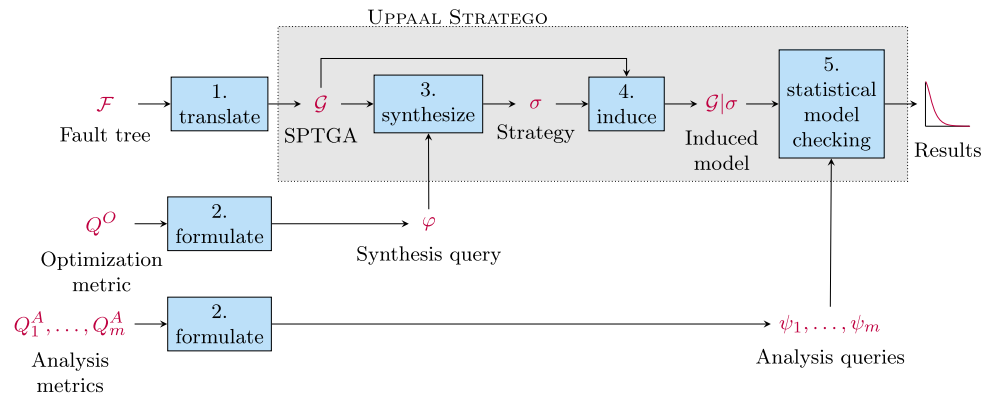 UPPAAL STRATEGO
ℱ
Fault tree
1.
translate
𝒢
SPTGA
3.
synthesize
σ
Strategy
4.
induce
𝒢|σ
Induced
model
5.
statistical
model
checking
Results
Q^O
Optimization
metric
2.
formulate
φ
Synthesis query
Q_1^A, …, Q_m^A
Analysis
metrics
2.
formulate
ψ_1, …, ψ_m
Analysis queries